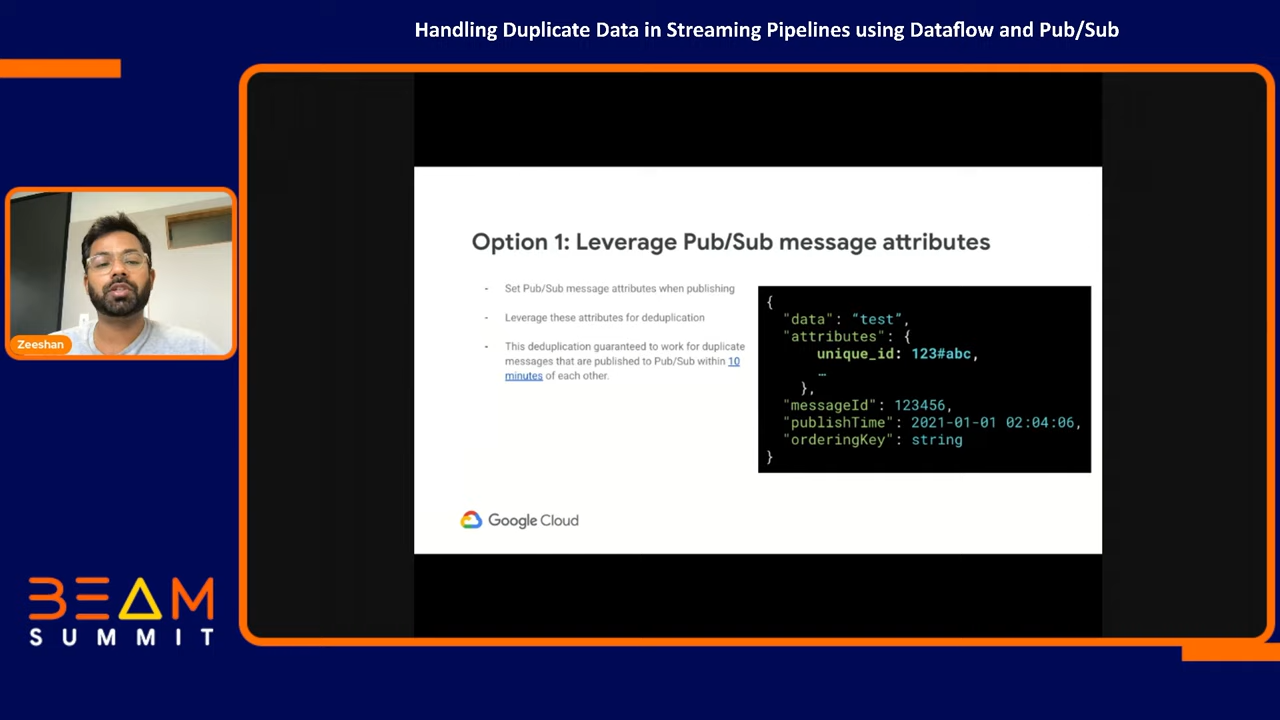 Handling Duplicate Data in Streaming Pipelines using Dataflow and Pub/Sub
Zeeshan
Option 1: Leverage Pub/Sub message attributes
- Set Pub/Sub message attributes when publishing
- Leverage these attributes for deduplication
- This deduplication guaranteed to work for duplicate
messages that are published to Pub/Sub within 10
minutes of each other.
{
"data": “test”,
"attributes": {
unique_id: 123#abc,
…
},
"messageId": 123456,
"publishTime": 2021-01-01 02:04:06,
"orderingKey": string
}
Google Cloud
BEAM
SUMMIT